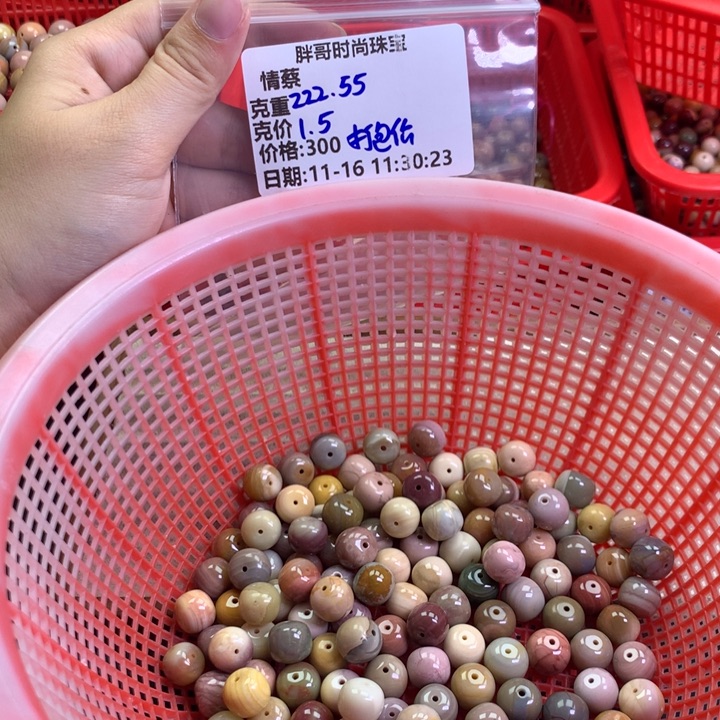 胖哥时尚珠宝
情蔡
克重222.55
克价1.5
价格:300 打包价
日期:11-16 11:30:23